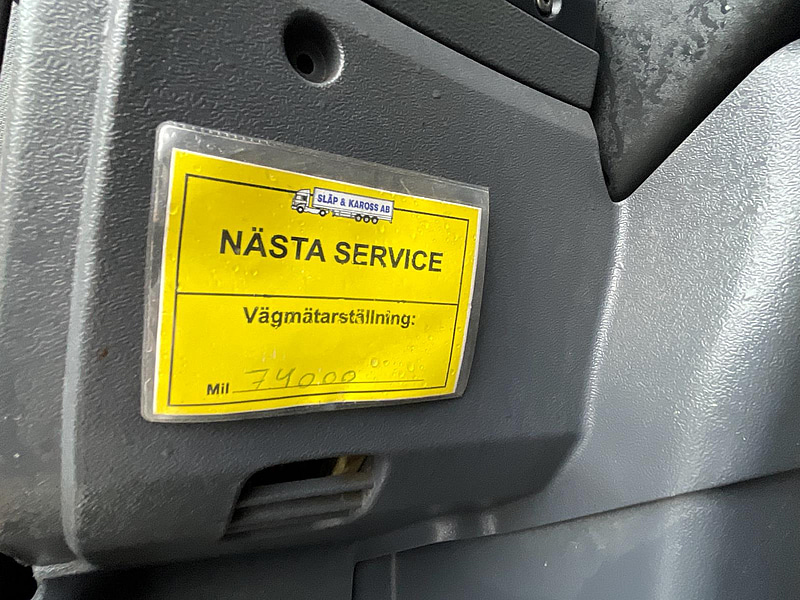 SLÄP & KAROSS AB
NÄSTA SERVICE
Vägmätarställning:
Mil 74000